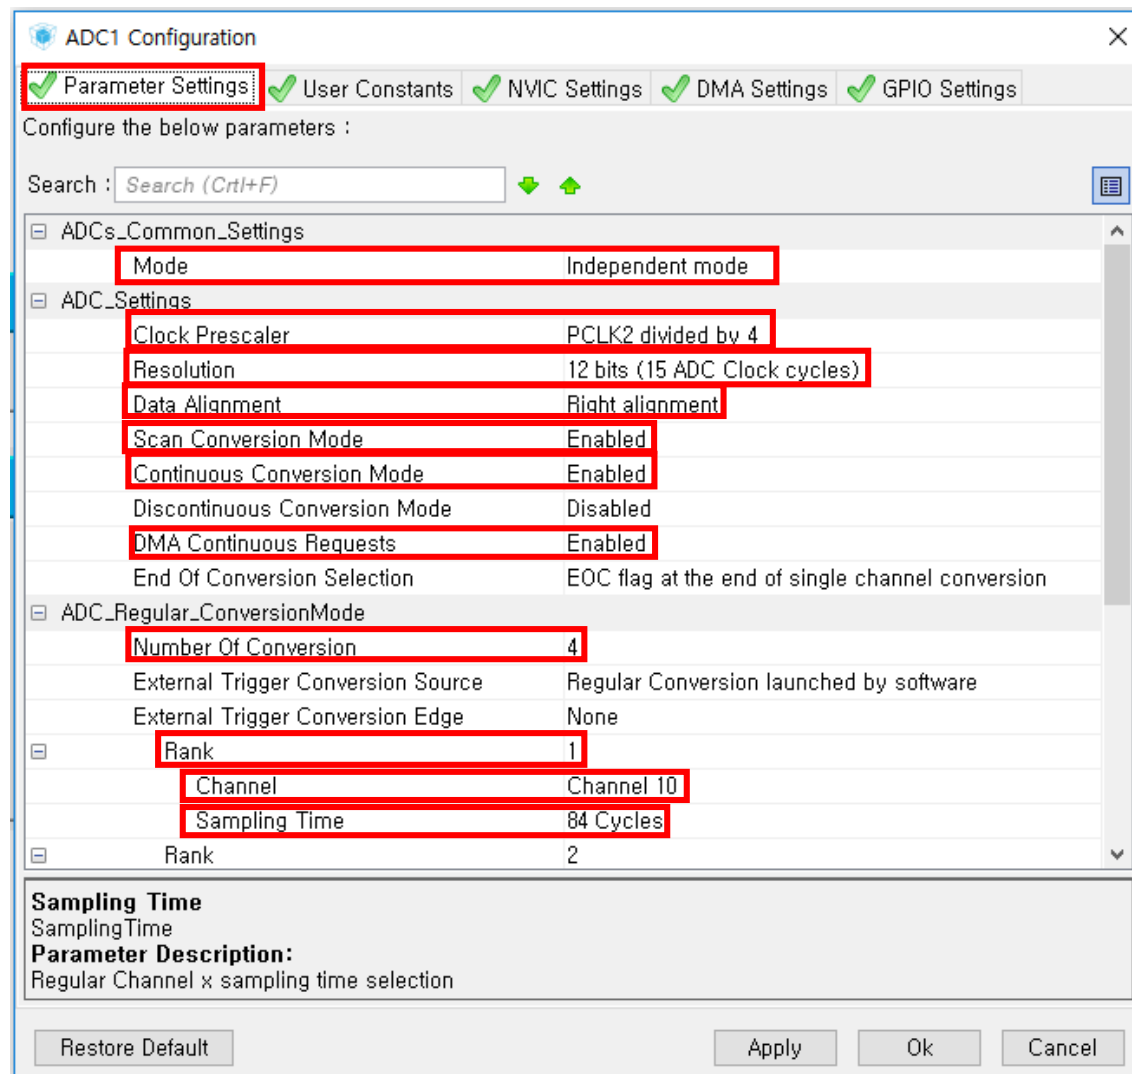 ADC1 Configuration
Parameter Settings User Constants NVIC Settings DMA Settings GPIO Settings
Configure the below parameters :
Search : Search (Crtl+F)
ADCs_Common_Settings
Mode Independent mode
ADC_Settings
Clock Prescaler PCLK2 divided by 4
Resolution 12 bits (15 ADC Clock cycles)
Data Alignment Right alignment
Scan Conversion Mode Enabled
Continuous Conversion Mode Enabled
Discontinuous Conversion Mode Disabled
DMA Continuous Requests Enabled
End Of Conversion Selection EOC flag at the end of single channel conversion
ADC_Regular_ConversionMode
Number Of Conversion 4
External Trigger Conversion Source Regular Conversion launched by software
External Trigger Conversion Edge None
Rank 1
Channel Channel 10
Sampling Time 84 Cycles
Rank 2
Sampling Time
SamplingTime
Parameter Description:
Regular Channel x sampling time selection
Restore Default Apply Ok Cancel